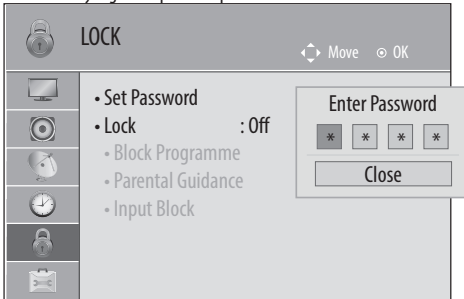 LOCK
Move OK
• Set Password
• Lock : Off
• Block Programme
• Parental Guidance
• Input Block
Enter Password
* * * *
Close